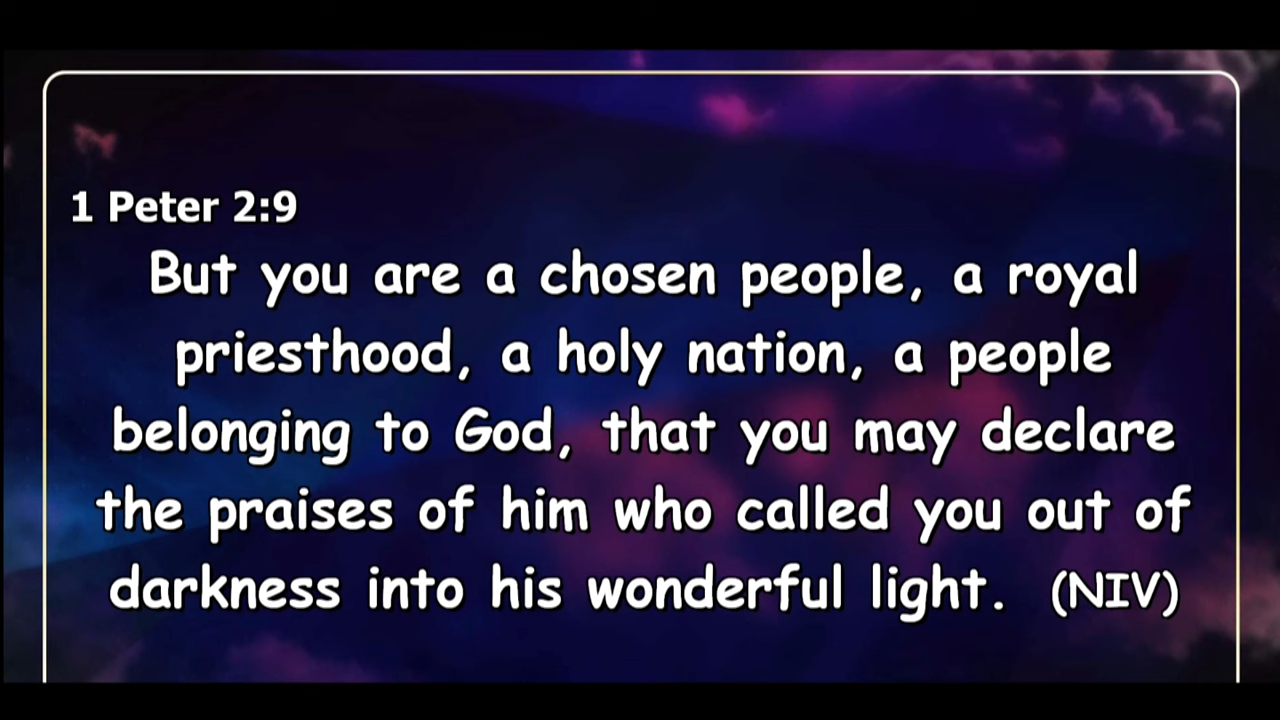 1 Peter 2:9
But you are a chosen people, a royal
priesthood, a holy nation, a people
belonging to God, that you may declare
the praises of him who called you out of
darkness into his wonderful light. (NIV)